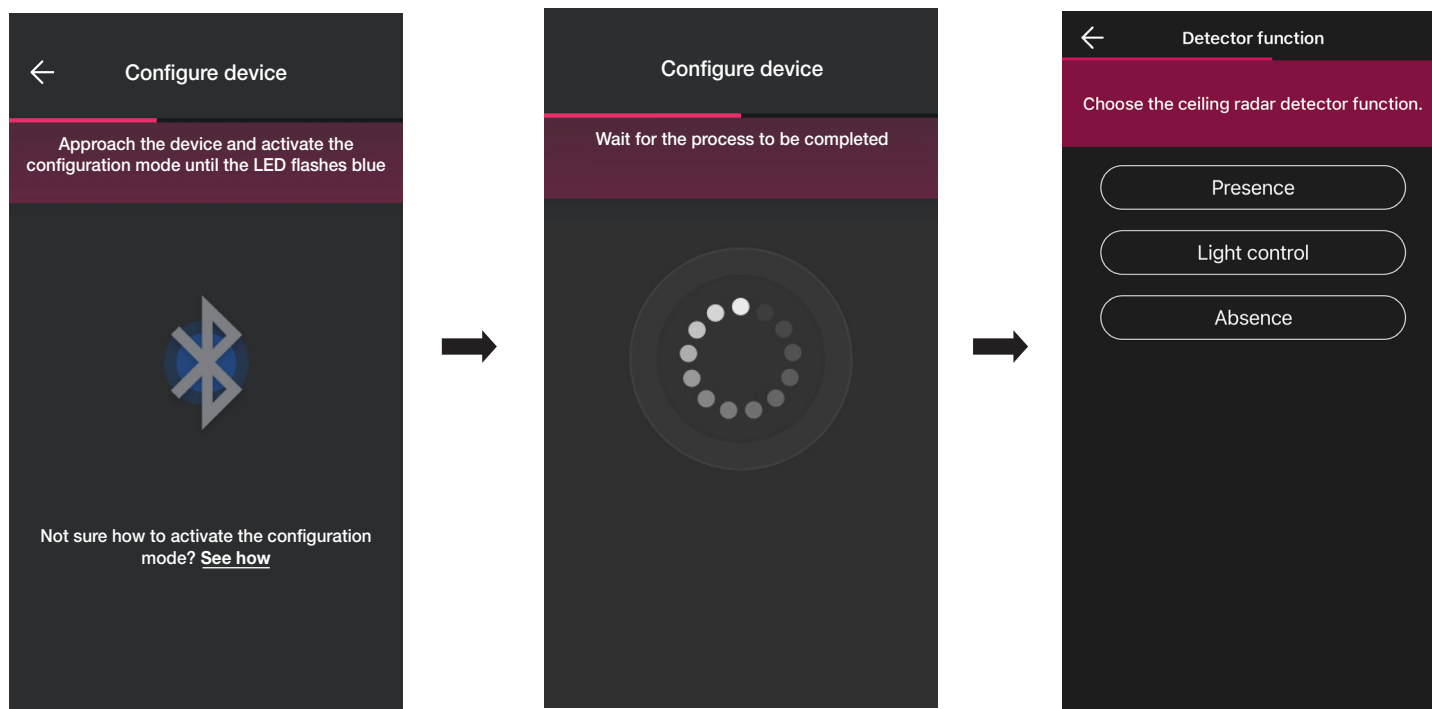 Configure device
Approach the device and activate the
configuration mode until the LED flashes blue
Not sure how to activate the configuration
mode? See how
Configure device
Wait for the process to be completed
Detector function
Choose the ceiling radar detector function.
Presence
Light control
Absence